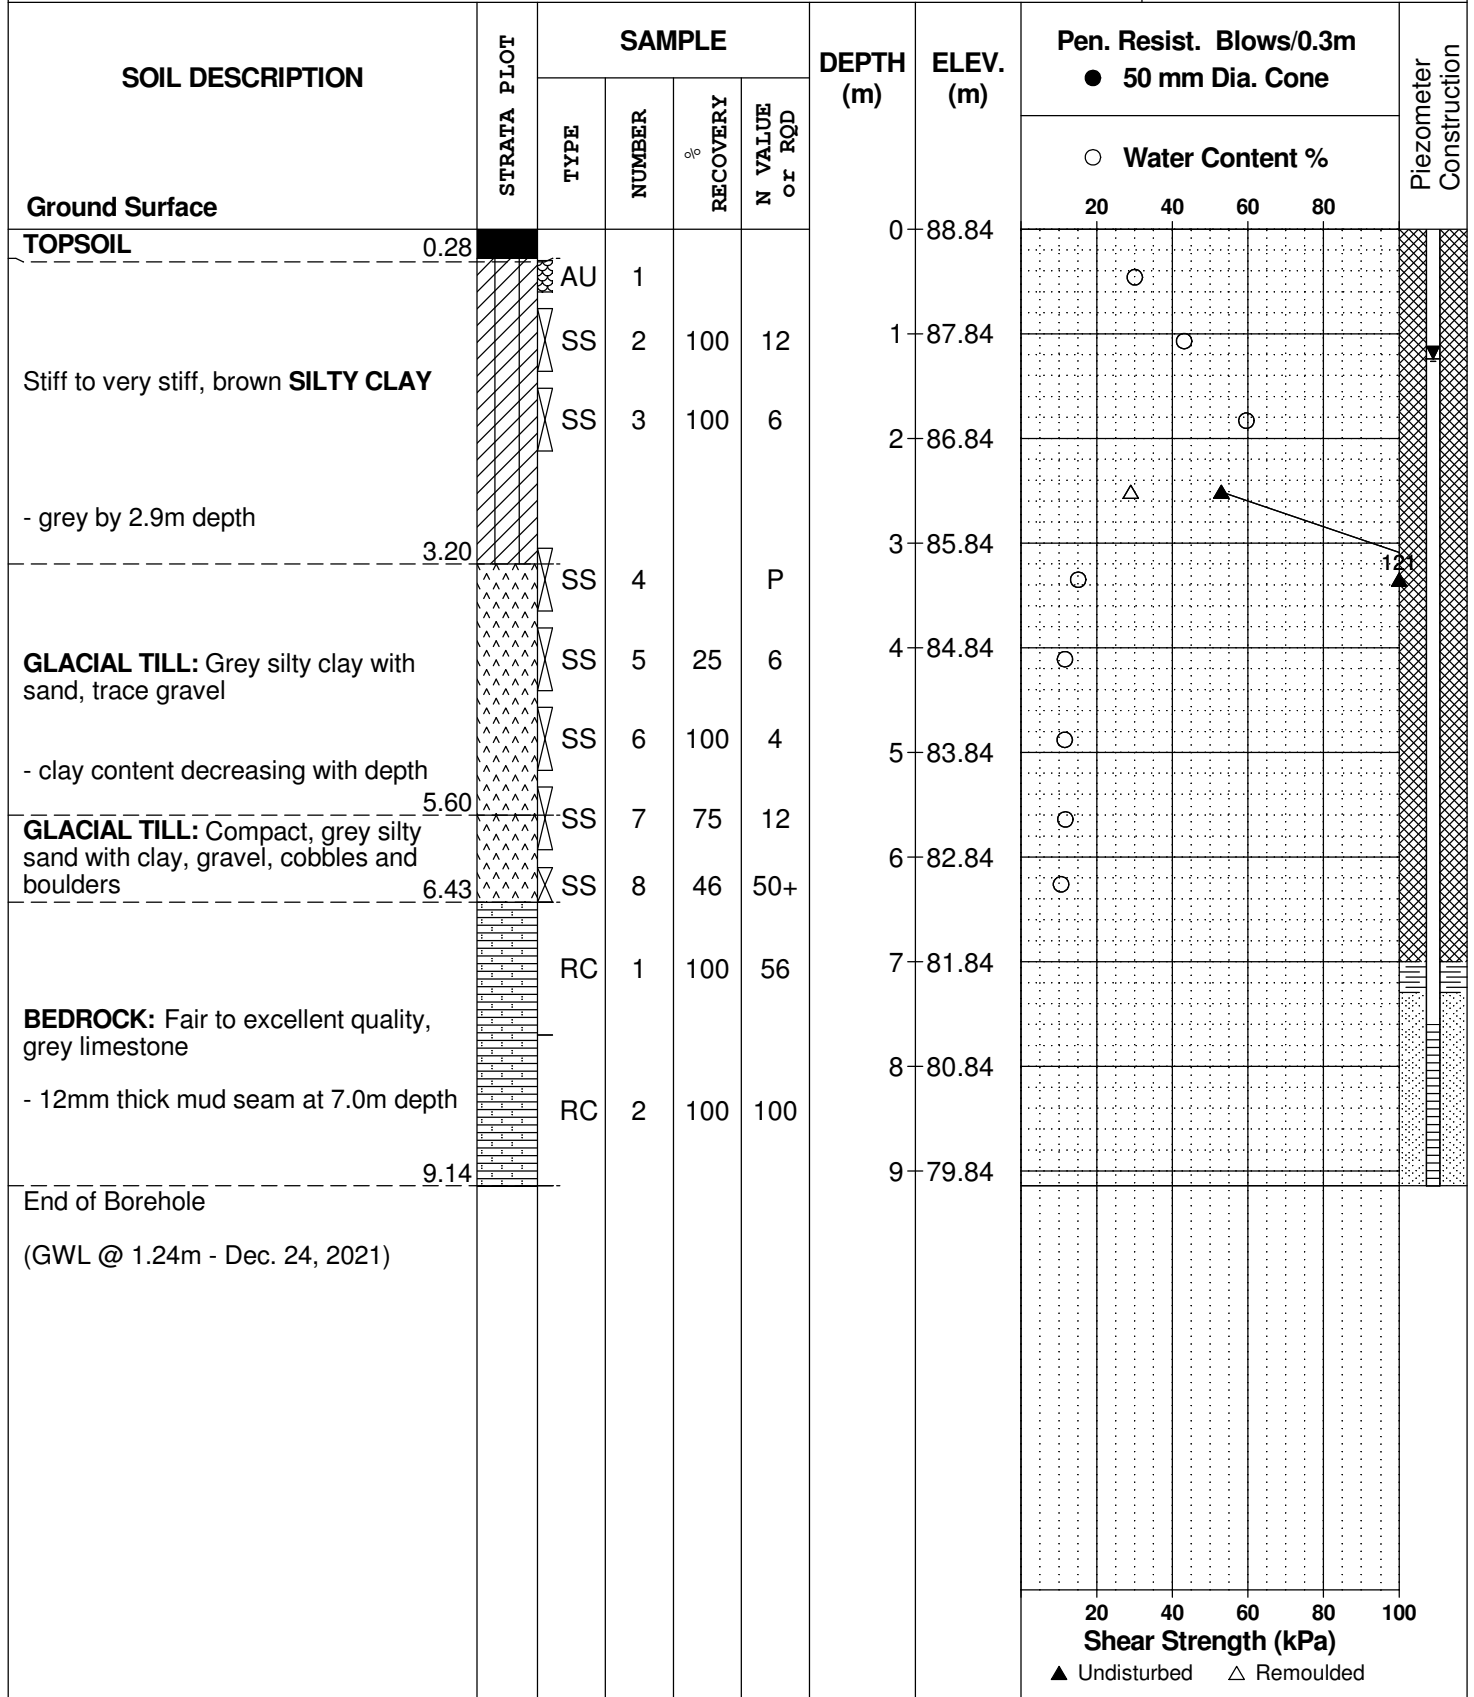 SOIL DESCRIPTION
STRATA PLOT
SAMPLE
TYPE
NUMBER
% RECOVERY
N VALUE or RQD
DEPTH (m)
ELEV. (m)
Pen. Resist. Blows/0.3m
● 50 mm Dia. Cone
○ Water Content %
Piezometer Construction
Ground Surface
20 40 60 80
0 88.84
TOPSOIL 0.28
AU 1
SS 2 100 12
1 87.84
Stiff to very stiff, brown SILTY CLAY
SS 3 100 6
2 86.84
- grey by 2.9m depth
3.20
3 85.84
121
SS 4 P
4 84.84
GLACIAL TILL: Grey silty clay with
sand, trace gravel
SS 5 25 6
SS 6 100 4
5 83.84
- clay content decreasing with depth
5.60
SS 7 75 12
GLACIAL TILL: Compact, grey silty
sand with clay, gravel, cobbles and
boulders 6.43
6 82.84
SS 8 46 50+
RC 1 100 56
7 81.84
BEDROCK: Fair to excellent quality,
grey limestone
8 80.84
- 12mm thick mud seam at 7.0m depth
RC 2 100 100
9.14
9 79.84
End of Borehole
(GWL @ 1.24m - Dec. 24, 2021)
20 40 60 80 100
Shear Strength (kPa)
▲ Undisturbed △ Remoulded